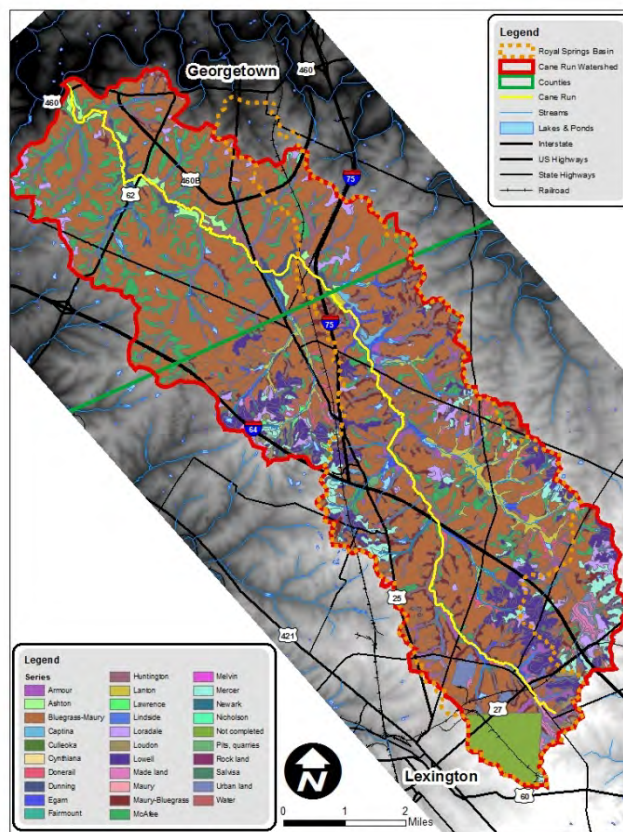 Georgetown
460
Legend
Royal Springs Basin
Cane Run Watershed
Counties
Cane Run
Streams
Lakes & Ponds
Interstate
US Highways
State Highways
Railroad
460
75
62
460B
75
64
25
421
27
Lexington
60
Legend
Series
Armour
Ashton
Bluegrass-Maury
Captina
Culleoka
Cynthiana
Donerail
Dunning
Egam
Fairmount
Huntington
Lanton
Lawrence
Lindside
Loradale
Loudon
Lowell
Made land
Maury
Maury-Bluegrass
McAfee
Melvin
Mercer
Newark
Nicholson
Not completed
Pits, quarries
Rock land
Salvisa
Urban land
Water
N
0 1 2
Miles